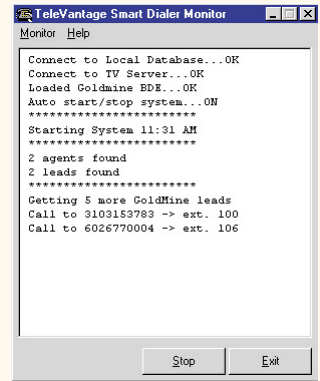 TeleVantage Smart Dialer Monitor
Monitor Help
Connect to Local Database...OK
Connect to TV Server...OK
Loaded Goldmine BDE...OK
Auto start/stop system...ON
************************
Starting System 11:31 AM
************************
2 agents found
2 leads found
************************
Getting 5 more GoldMine leads
Call to 3103153783 -> ext. 100
Call to 6026770004 -> ext. 106
Stop Exit